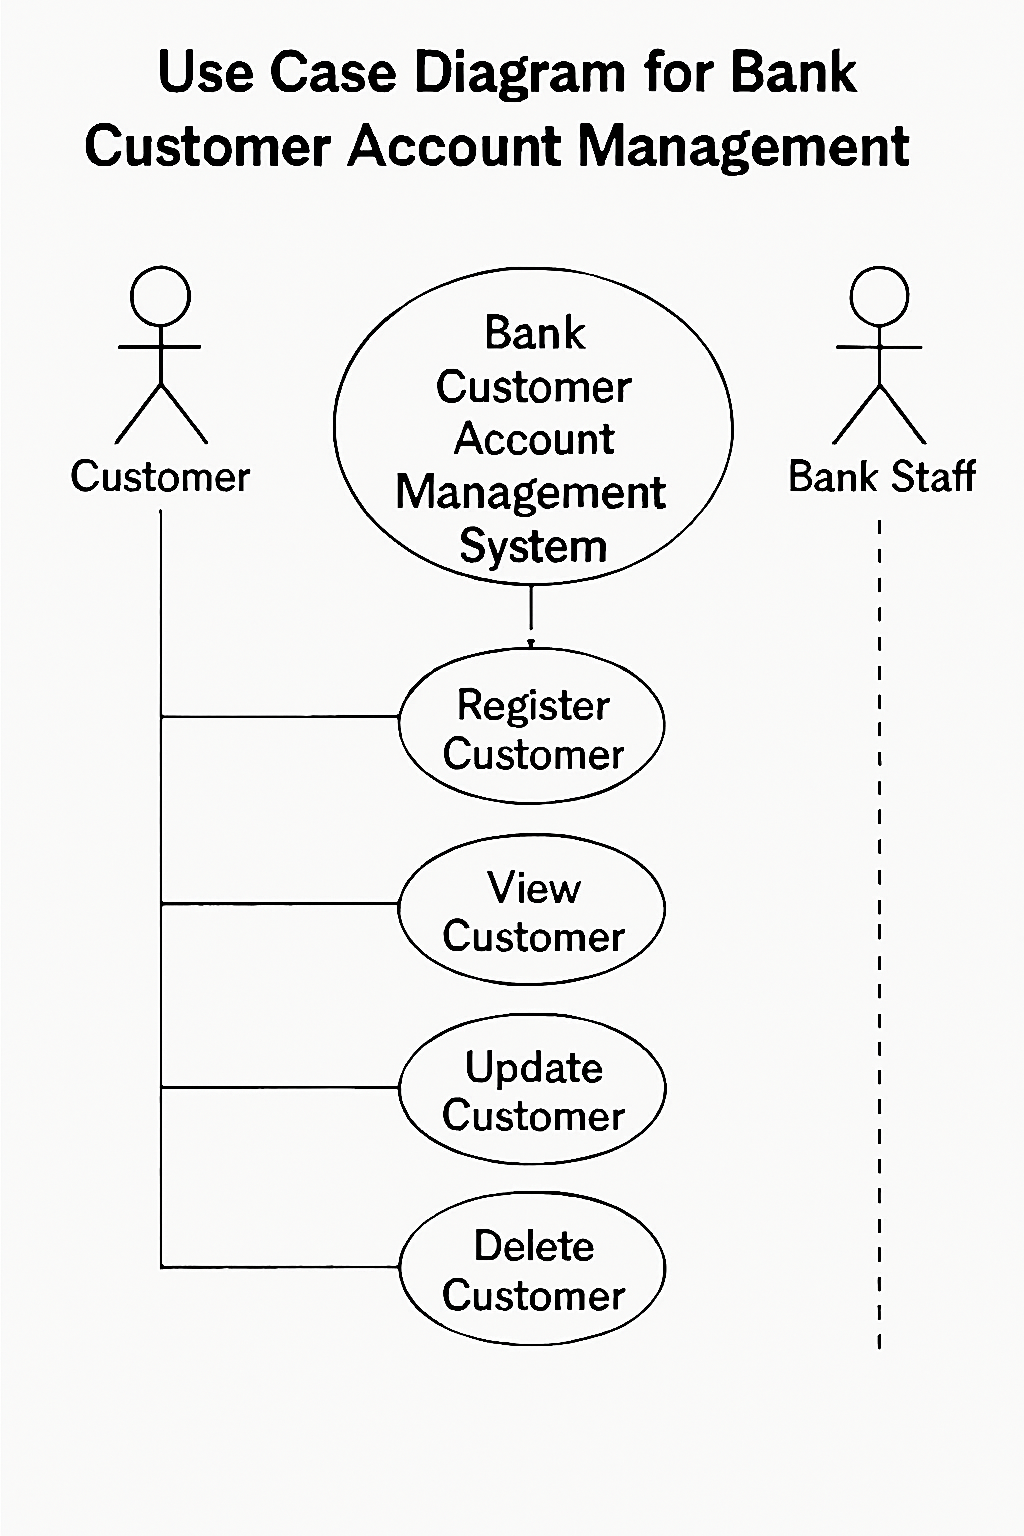 Use Case Diagram for Bank
Customer Account Management
Customer
Bank
Customer
Account
Management
System
Bank Staff
Register
Customer
View
Customer
Update
Customer
Delete
Customer